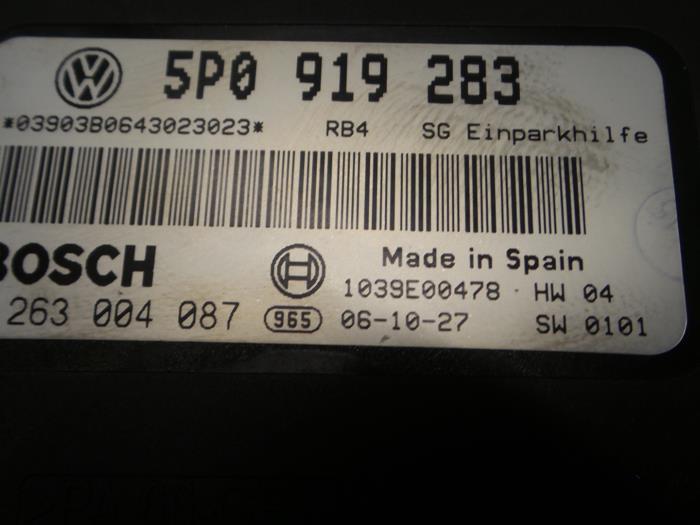 5P0 919 283
*03903B0643023023* RB4 SG Einparkhilfe
BOSCH Made in Spain
1039E00478 HW 04
263 004 087 965 06-10-27 SW 0101